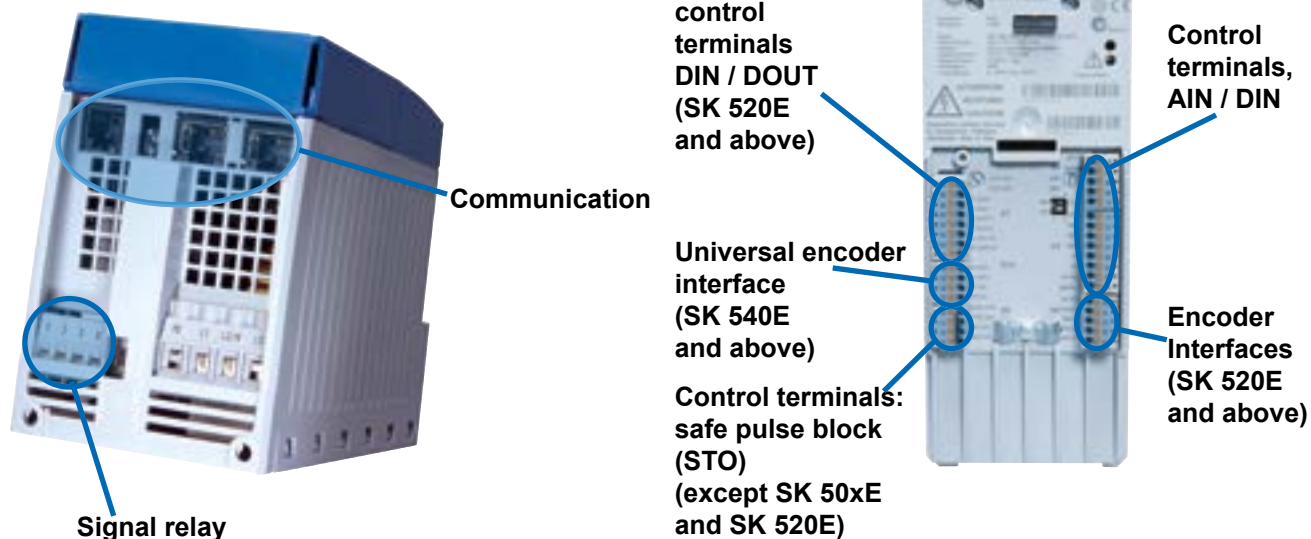 Communication
Signal relay
control
terminals
DIN / DOUT
(SK 520E
and above)
Universal encoder
interface
(SK 540E
and above)
Control terminals:
safe pulse block
(STO)
(except SK 50xE
and SK 520E)
Control
terminals,
AIN / DIN
Encoder
Interfaces
(SK 520E
and above)